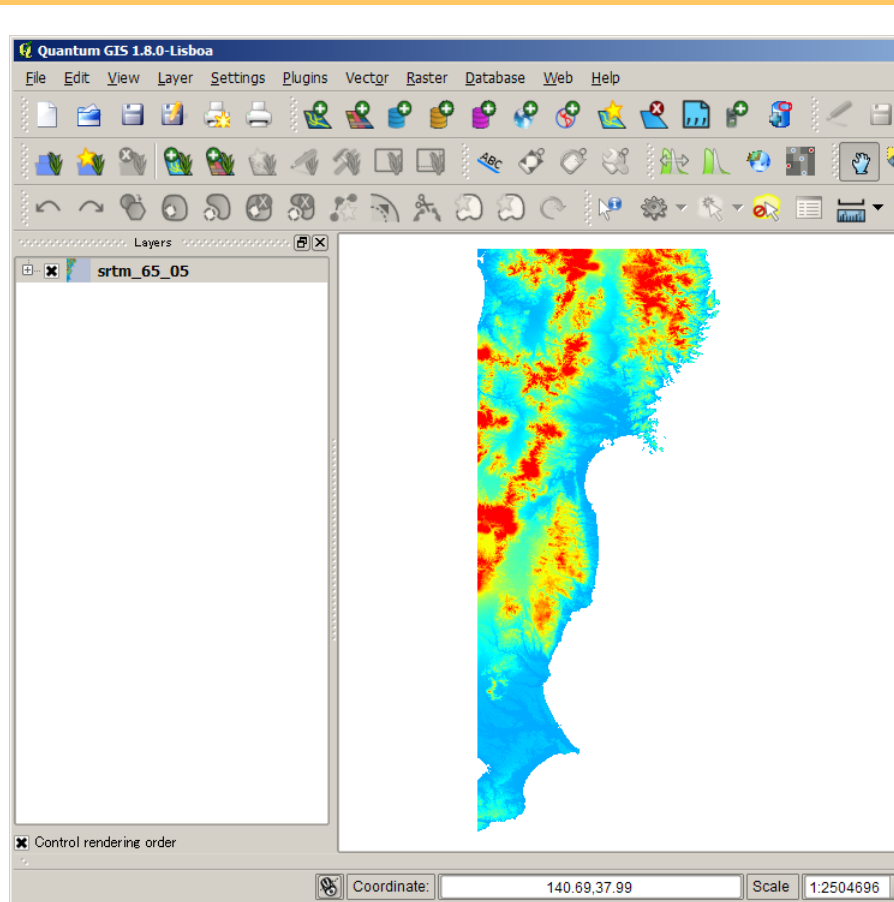 Quantum GIS 1.8.0-Lisboa
File Edit View Layer Settings Plugins Vector Raster Database Web Help
ABC
Layers
srtm_65_05
Control rendering order
Coordinate: 140.69,37.99 Scale 1:2504696